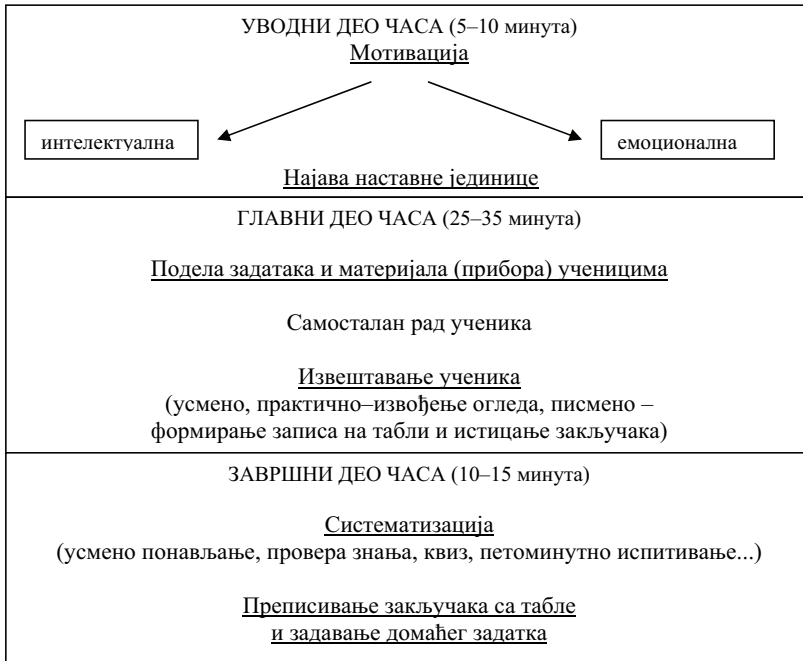 УВОДНИ ДЕО ЧАСА (5–10 минута)
Мотивација
интелектуална
емоционална
Најава наставне јединице
ГЛАВНИ ДЕО ЧАСА (25–35 минута)
Подела задатака и материјала (прибора) ученицима
Самосталан рад ученика
Извештавање ученика
(усмено, практично–извођење огледа, писмено –
формирање записа на табли и истицање закључака)
ЗАВРШНИ ДЕО ЧАСА (10–15 минута)
Систематизација
(усмено понављање, провера знања, квиз, петоминутно испитивање...)
Преписивање закључака са табле
и задавање домаћег задатка